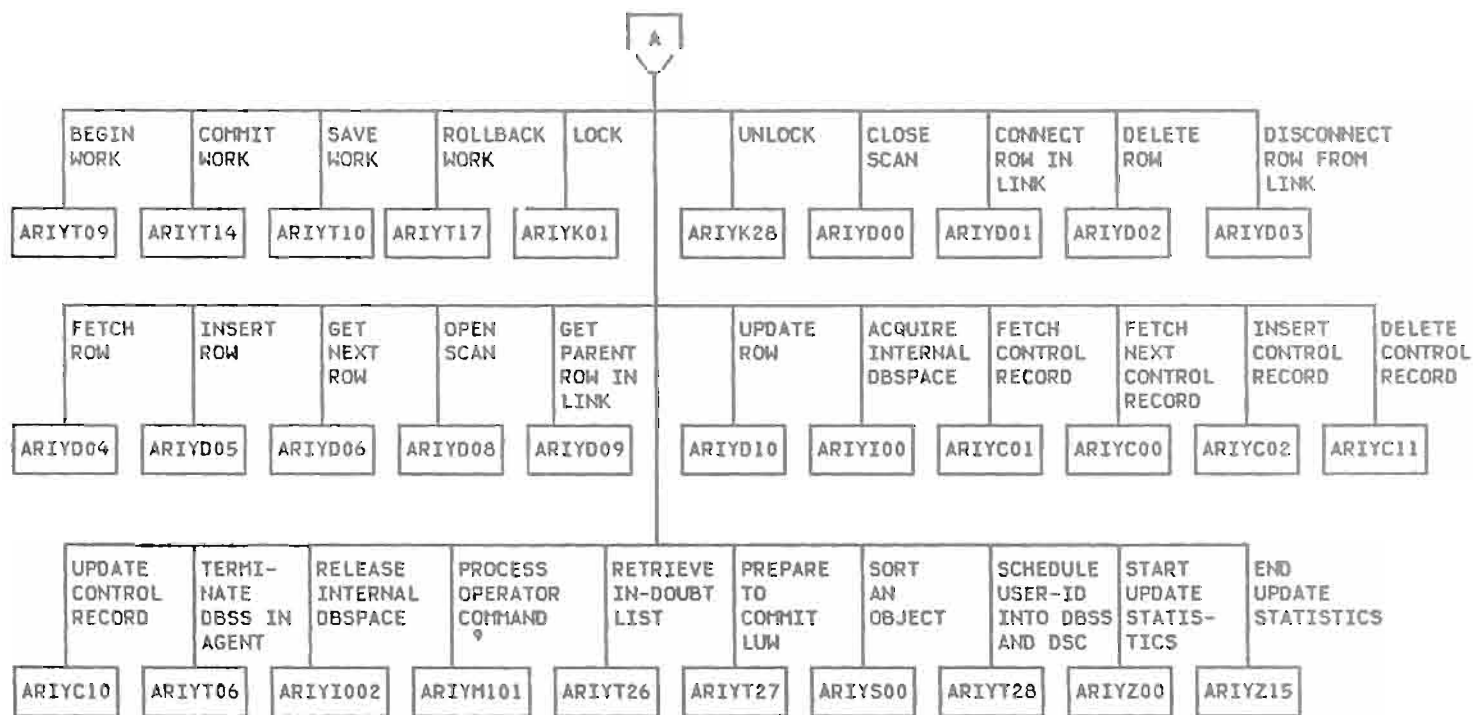 A
BEGIN WORK
COMMIT WORK
SAVE WORK
ROLLBACK WORK
LOCK
UNLOCK
CLOSE SCAN
CONNECT ROW IN LINK
DELETE ROW
DISCONNECT ROW FROM LINK
ARIYT09
ARIYT14
ARIYT10
ARIYT17
ARIYK01
ARIYK28
ARIYD00
ARIYD01
ARIYD02
ARIYD03
FETCH ROW
INSERT ROW
GET NEXT ROW
OPEN SCAN
GET PARENT ROW IN LINK
UPDATE ROW
ACQUIRE INTERNAL DBSPACE
FETCH CONTROL RECORD
FETCH NEXT CONTROL RECORD
INSERT CONTROL RECORD
DELETE CONTROL RECORD
ARIYD04
ARIYD05
ARIYD06
ARIYD08
ARIYD09
ARIYD10
ARIYI00
ARIYC01
ARIYC00
ARIYC02
ARIYC11
UPDATE CONTROL RECORD
TERMI-
NATE DBSS IN AGENT
RELEASE INTERNAL DBSPACE
PROCESS OPERATOR COMMAND 9
RETRIEVE IN-DOUBT LIST
PREPARE TO COMMIT LUW
SORT AN OBJECT
SCHEDULE USER-ID INTO DBSS AND DSC
START UPDATE STATIS-
TICS
END UPDATE STATISTICS
ARIYC10
ARIYT06
ARIYI002
ARIYM101
ARIYT26
ARIYT27
ARIYS00
ARIYT28
ARIYZ00
ARIYZ15